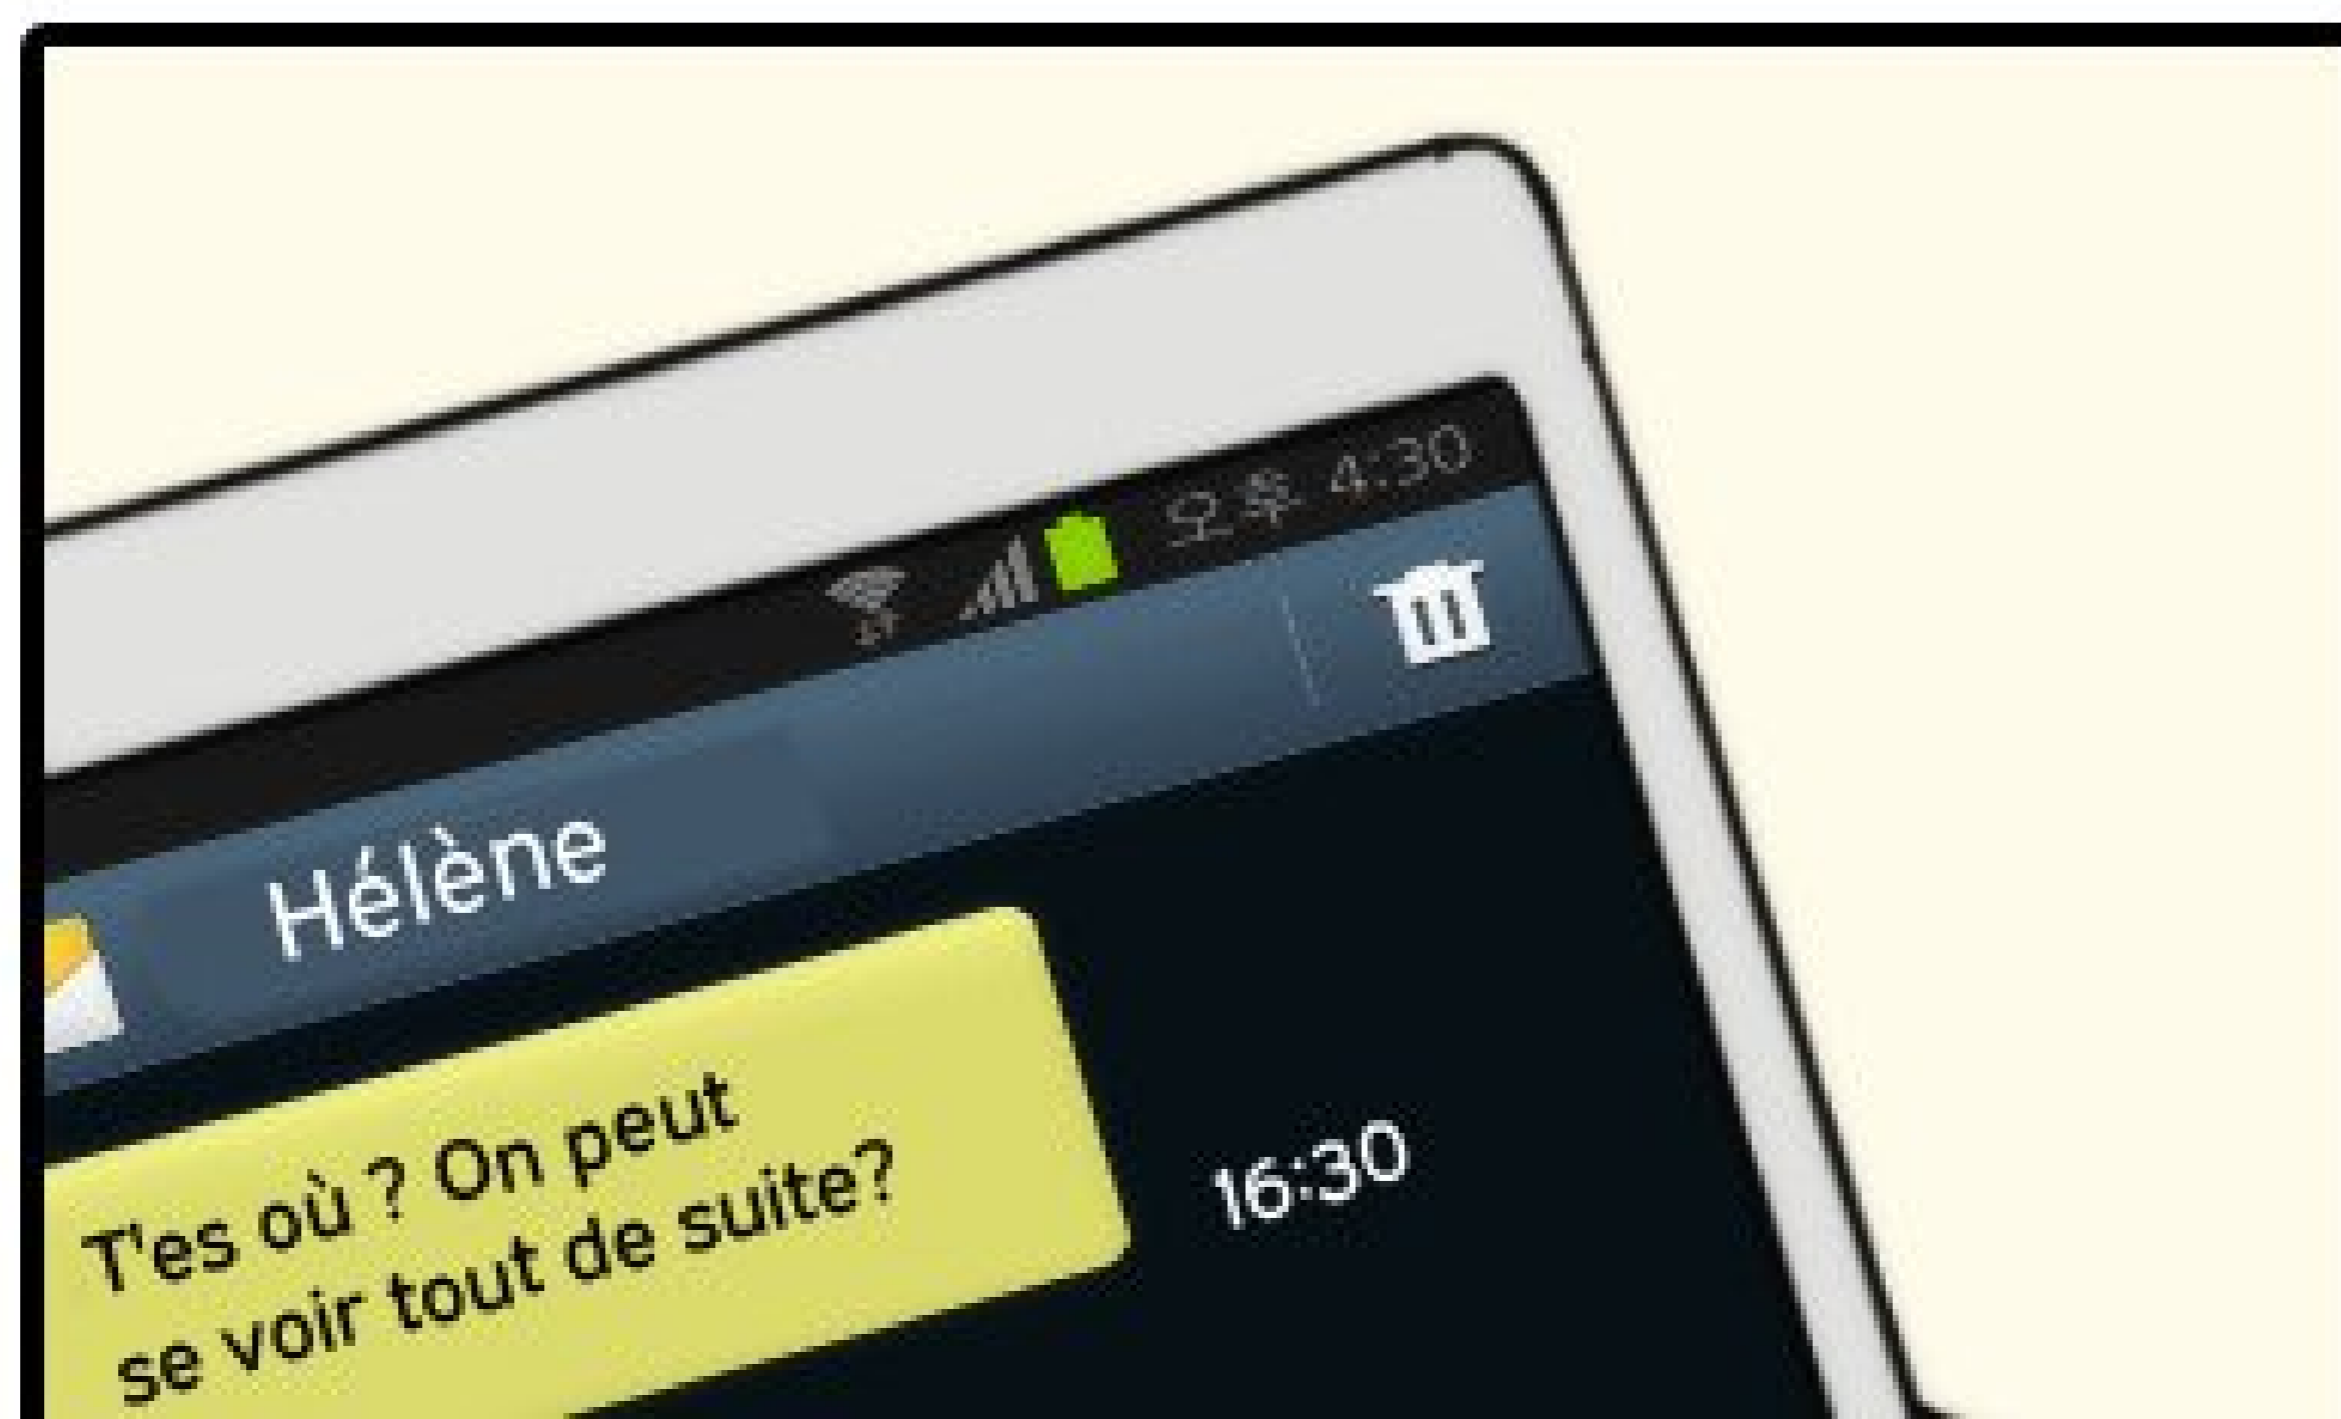 오후 4:30
Hélène
T'es où ? On peut
se voir tout de suite?
16:30